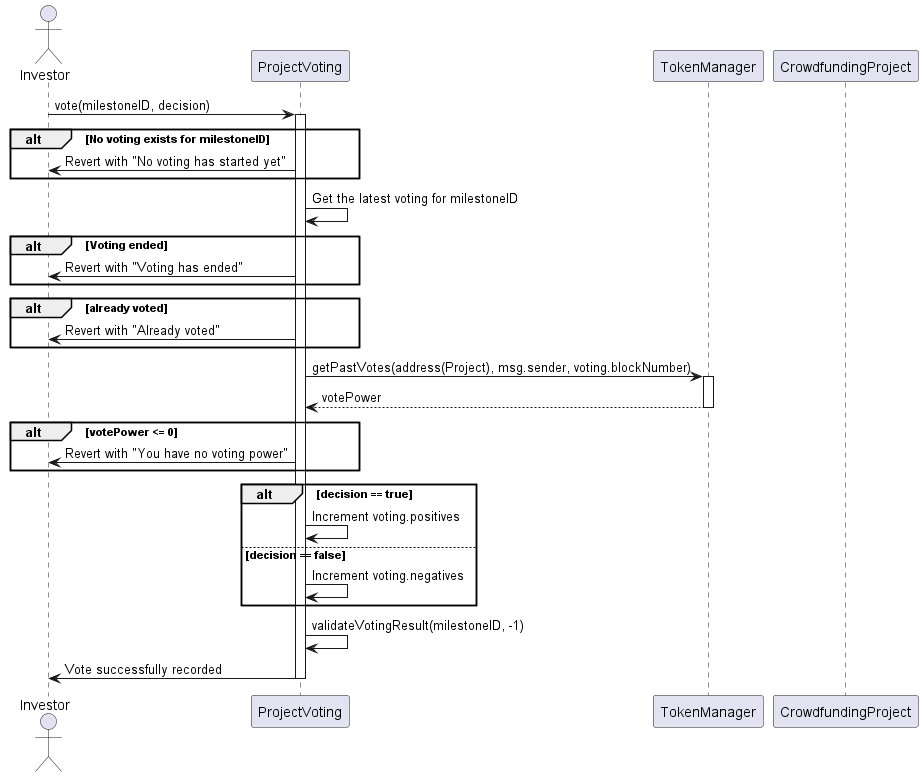 Investor
ProjectVoting
TokenManager
CrowdfundingProject
vote(milestoneID, decision)
alt [No voting exists for milestoneID]
Revert with "No voting has started yet"
Get the latest voting for milestoneID
alt [Voting ended]
Revert with "Voting has ended"
alt [already voted]
Revert with "Already voted"
getPastVotes(address(Project), msg.sender, voting.blockNumber)
votePower
alt [votePower <= 0]
Revert with "You have no voting power"
alt [decision == true]
Increment voting.positives
[decision == false]
Increment voting.negatives
validateVotingResult(milestoneID, -1)
Vote successfully recorded
Investor
ProjectVoting
TokenManager
CrowdfundingProject